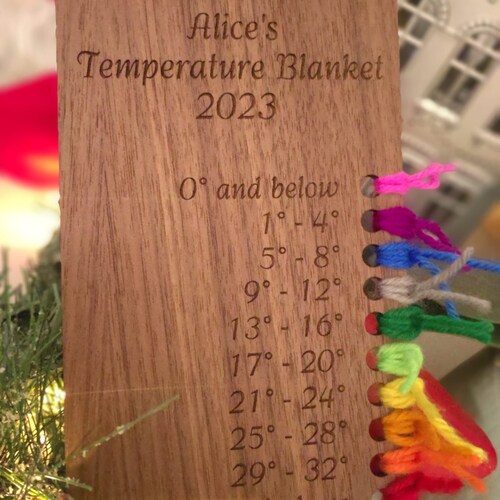 Alice's
Temperature Blanket
2023
0° and below
1° - 4°
5° - 8°
9° - 12°
13° - 16°
17° - 20°
21° - 24°
25° - 28°
29° - 32°